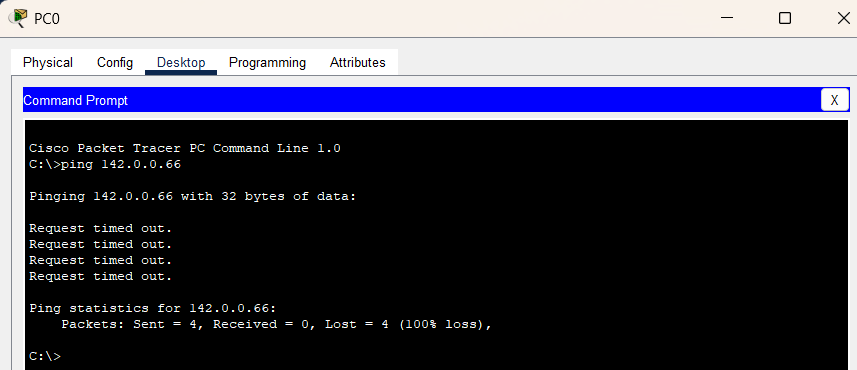 PC0
Physical Config Desktop Programming Attributes
Command Prompt X
Cisco Packet Tracer PC Command Line 1.0
C:\>ping 142.0.0.66
Pinging 142.0.0.66 with 32 bytes of data:
Request timed out.
Request timed out.
Request timed out.
Request timed out.
Ping statistics for 142.0.0.66:
    Packets: Sent = 4, Received = 0, Lost = 4 (100% loss),
C:\>